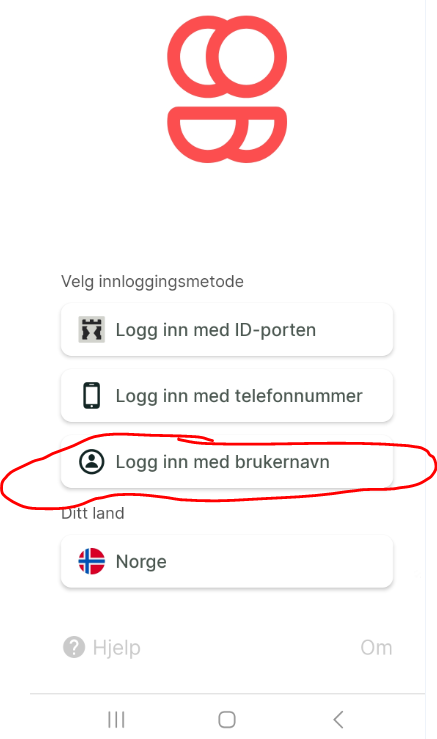 Velg innloggingsmetode
Logg inn med ID-porten
Logg inn med telefonnummer
Logg inn med brukernavn
Ditt land
Norge
Hjelp
Om